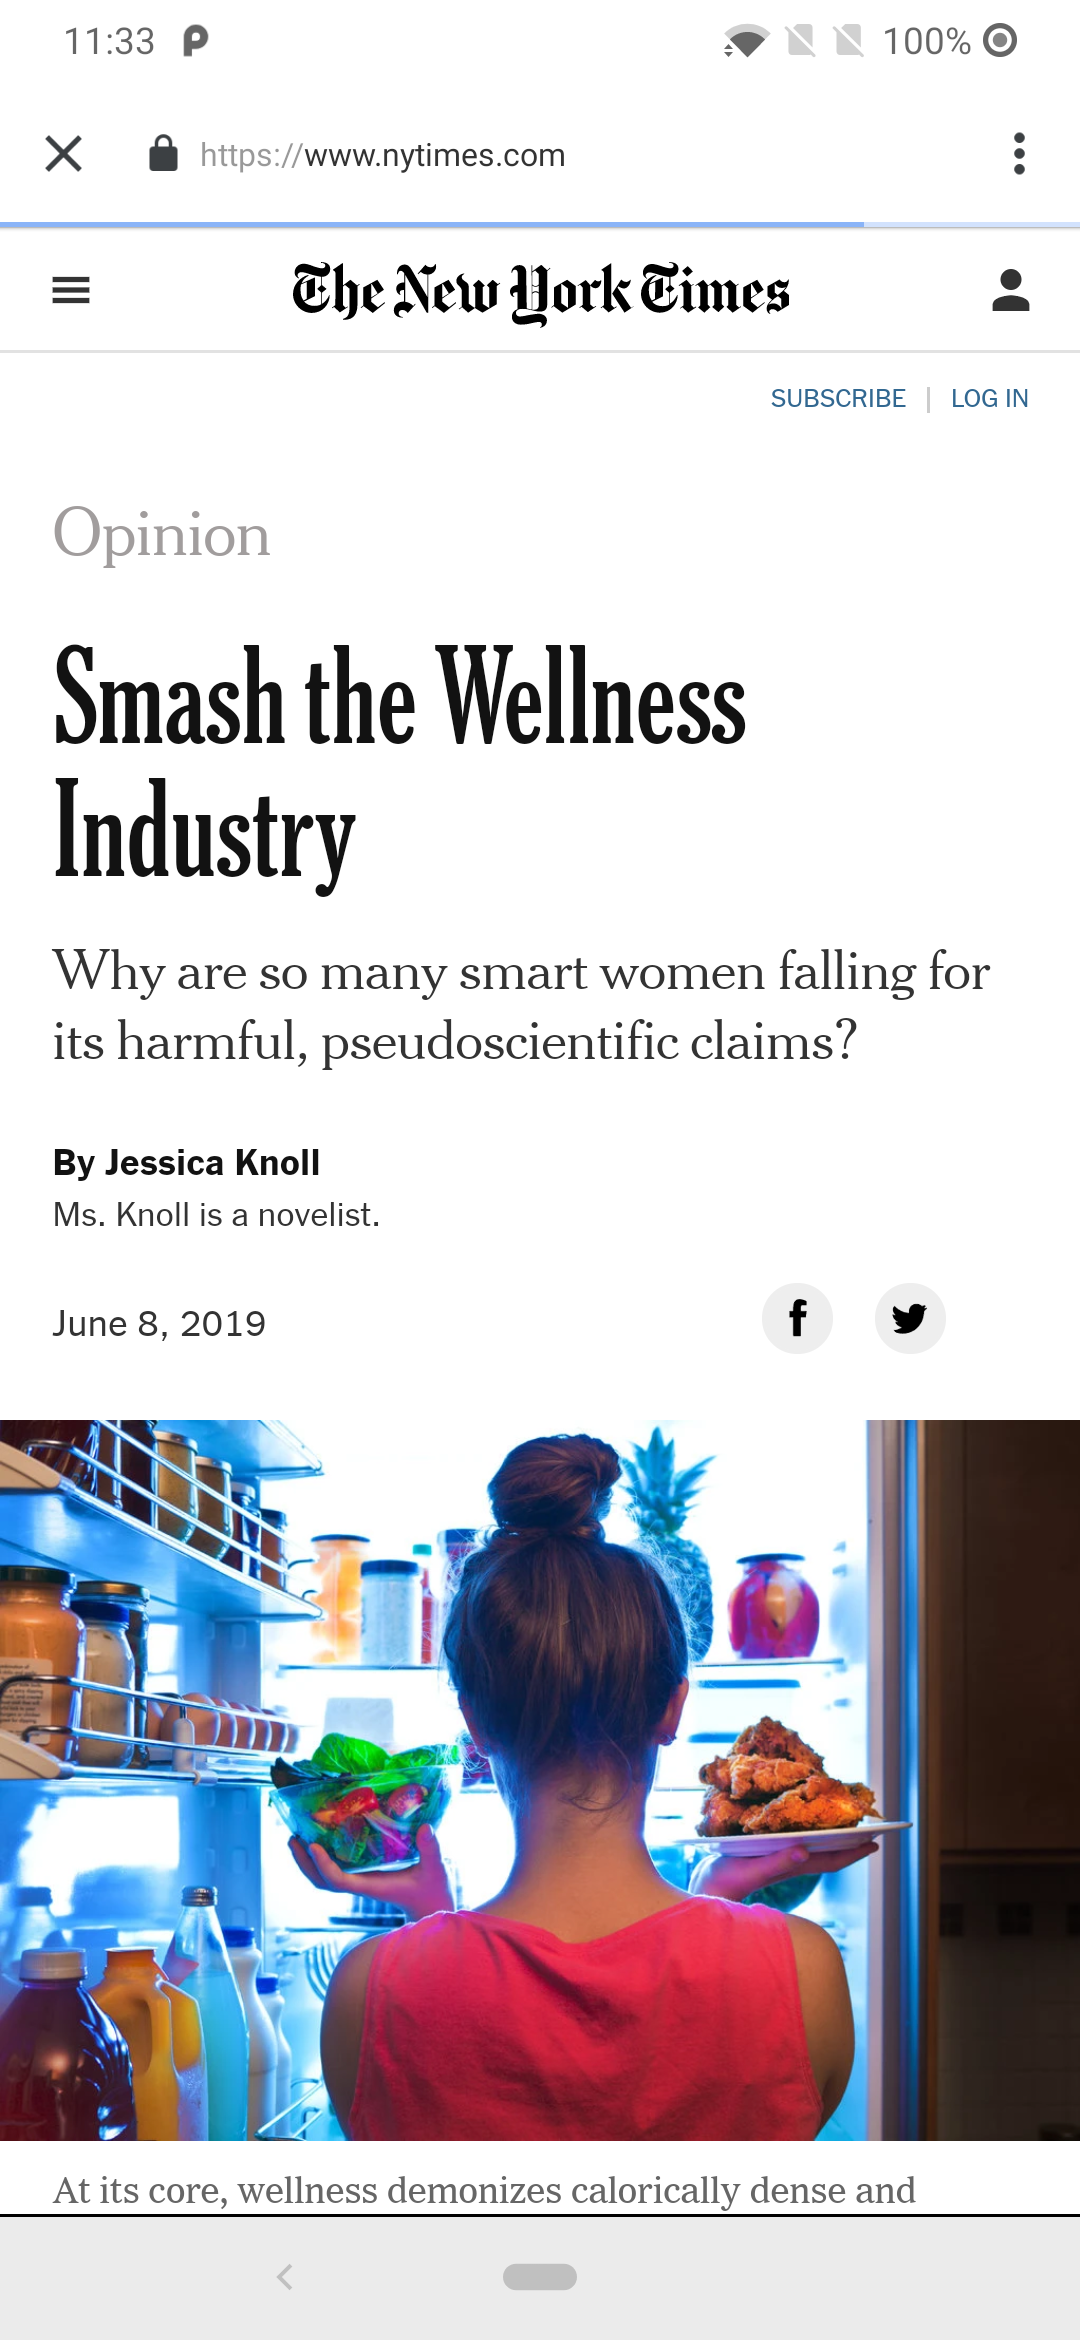 11:33
100%
https://www.nytimes.com
The New York Times
SUBSCRIBE | LOG IN
Opinion
Smash the Wellness
Industry
Why are so many smart women falling for
its harmful, pseudoscientific claims?
By Jessica Knoll
Ms. Knoll is a novelist.
June 8, 2019
At its core, wellness demonizes calorically dense and